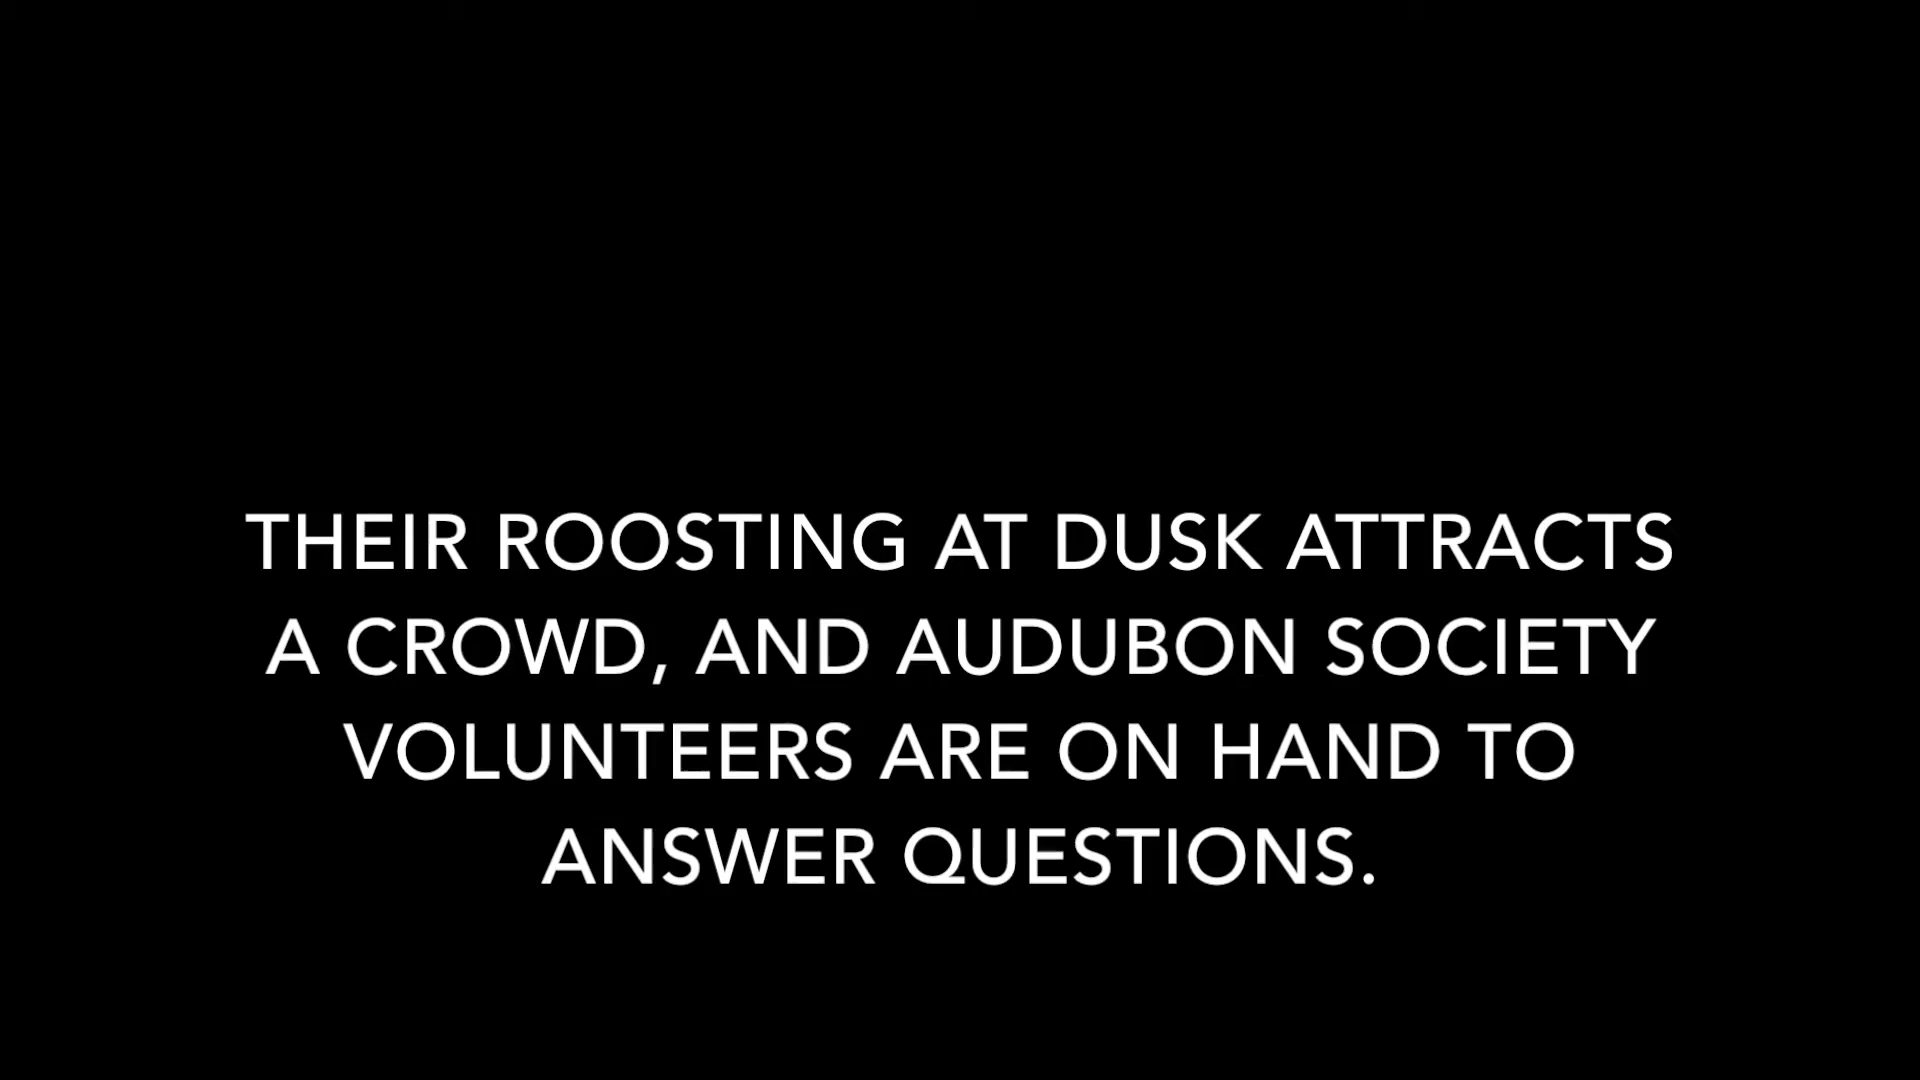 THEIR ROOSTING AT DUSK ATTRACTS
A CROWD, AND AUDUBON SOCIETY
VOLUNTEERS ARE ON HAND TO
ANSWER QUESTIONS.